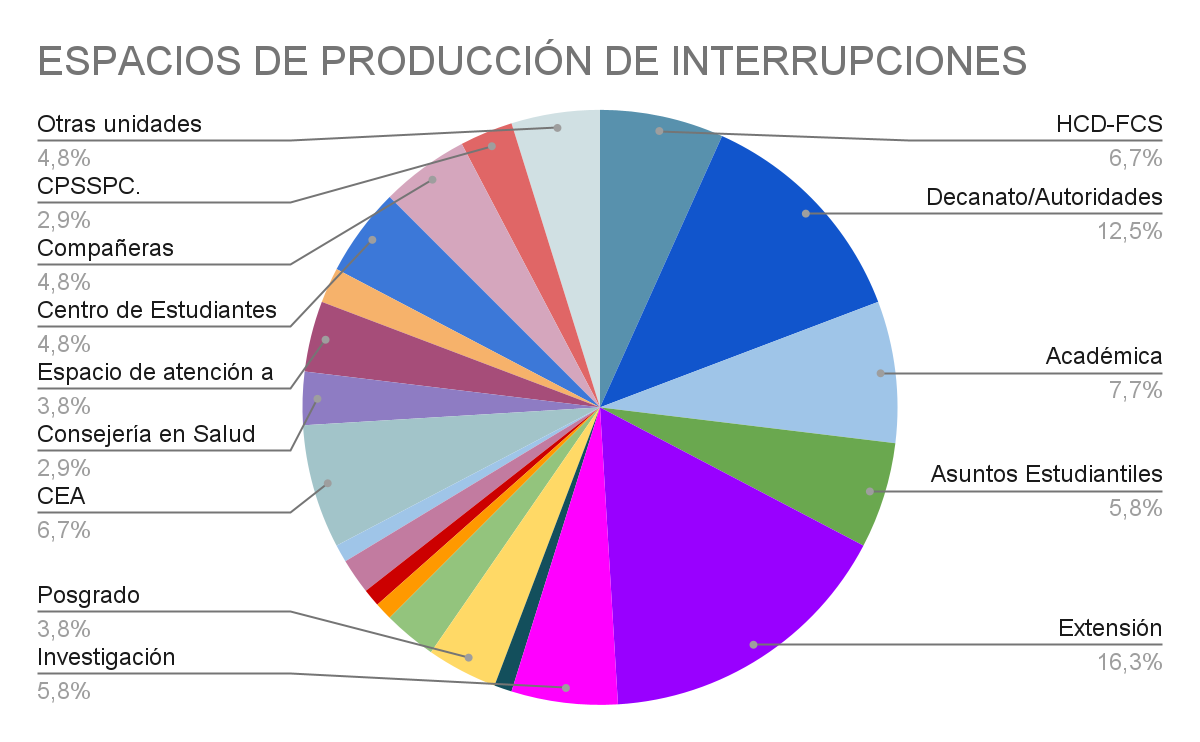 ESPACIOS DE PRODUCCIÓN DE INTERRUPCIONES
Otras unidades
4,8%
CPSSPC.
2,9%
Compañeras
4,8%
Centro de Estudiantes
4,8%
Espacio de atención a
3,8%
Consejería en Salud
2,9%
CEA
6,7%
Posgrado
3,8%
Investigación
5,8%
HCD-FCS
6,7%
Decanato/Autoridades
12,5%
Académica
7,7%
Asuntos Estudiantiles
5,8%
Extensión
16,3%